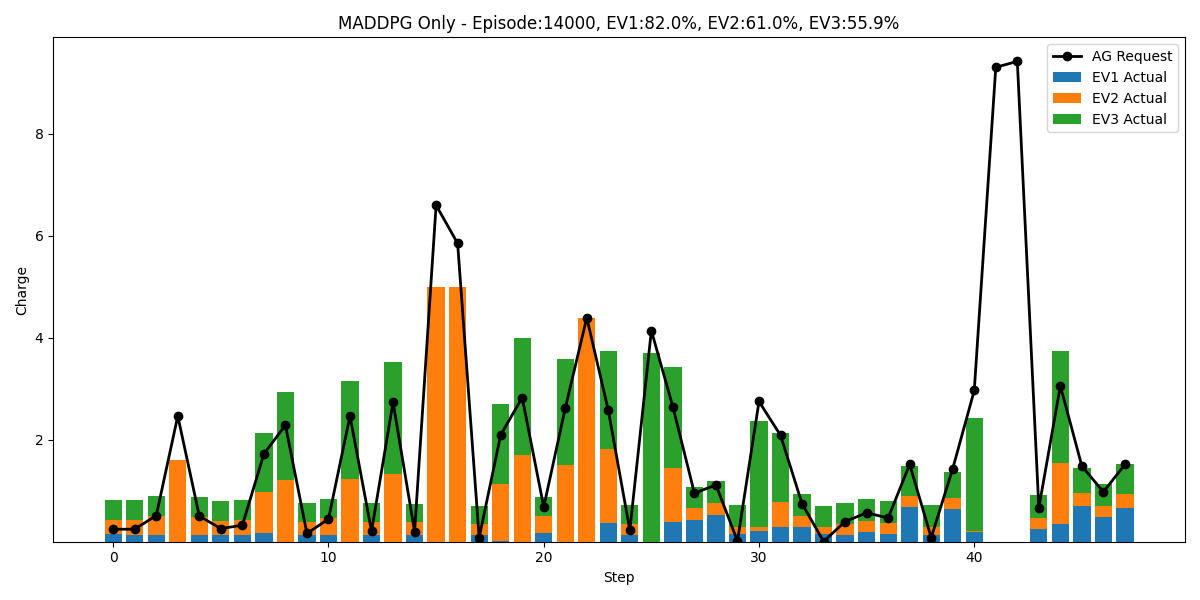 MADDPG Only - Episode:14000, EV1:82.0%, EV2:61.0%, EV3:55.9%
AG Request
EV1 Actual
EV2 Actual
EV3 Actual
Charge
8
6
4
2
0
10
20
30
40
Step